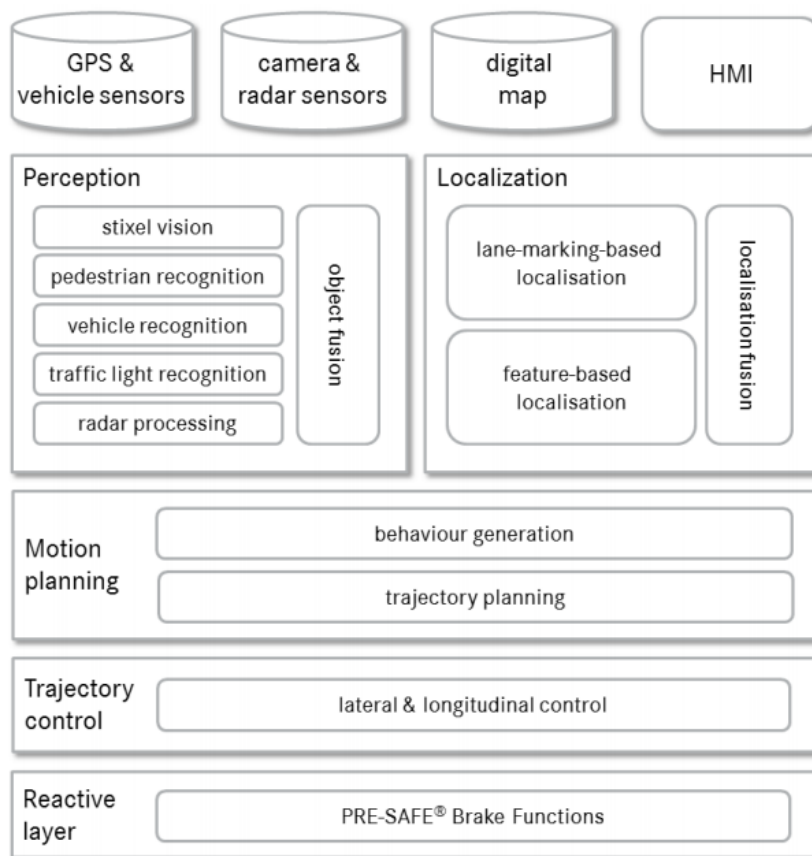 GPS &
vehicle sensors
camera &
radar sensors
digital
map
HMI
Perception
stixel vision
pedestrian recognition
vehicle recognition
traffic light recognition
radar processing
object fusion
Localization
lane-marking-based
localisation
feature-based
localisation
localisation fusion
Motion
planning
behaviour generation
trajectory planning
Trajectory
control
lateral & longitudinal control
Reactive
layer
PRE-SAFE® Brake Functions